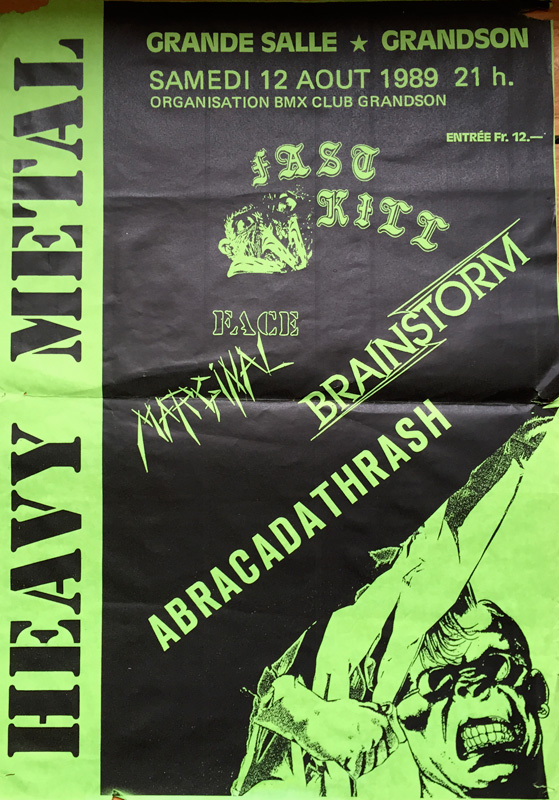 HEAVY METAL
GRANDE SALLE ★ GRANDSON
SAMEDI 12 AOUT 1989 21 h.
ORGANISATION BMX CLUB GRANDSON
ENTRÉE Fr. 12.—
FAST
KILL
FACE
MARGINAL
BRAINSTORM
ABRACADATHRASH